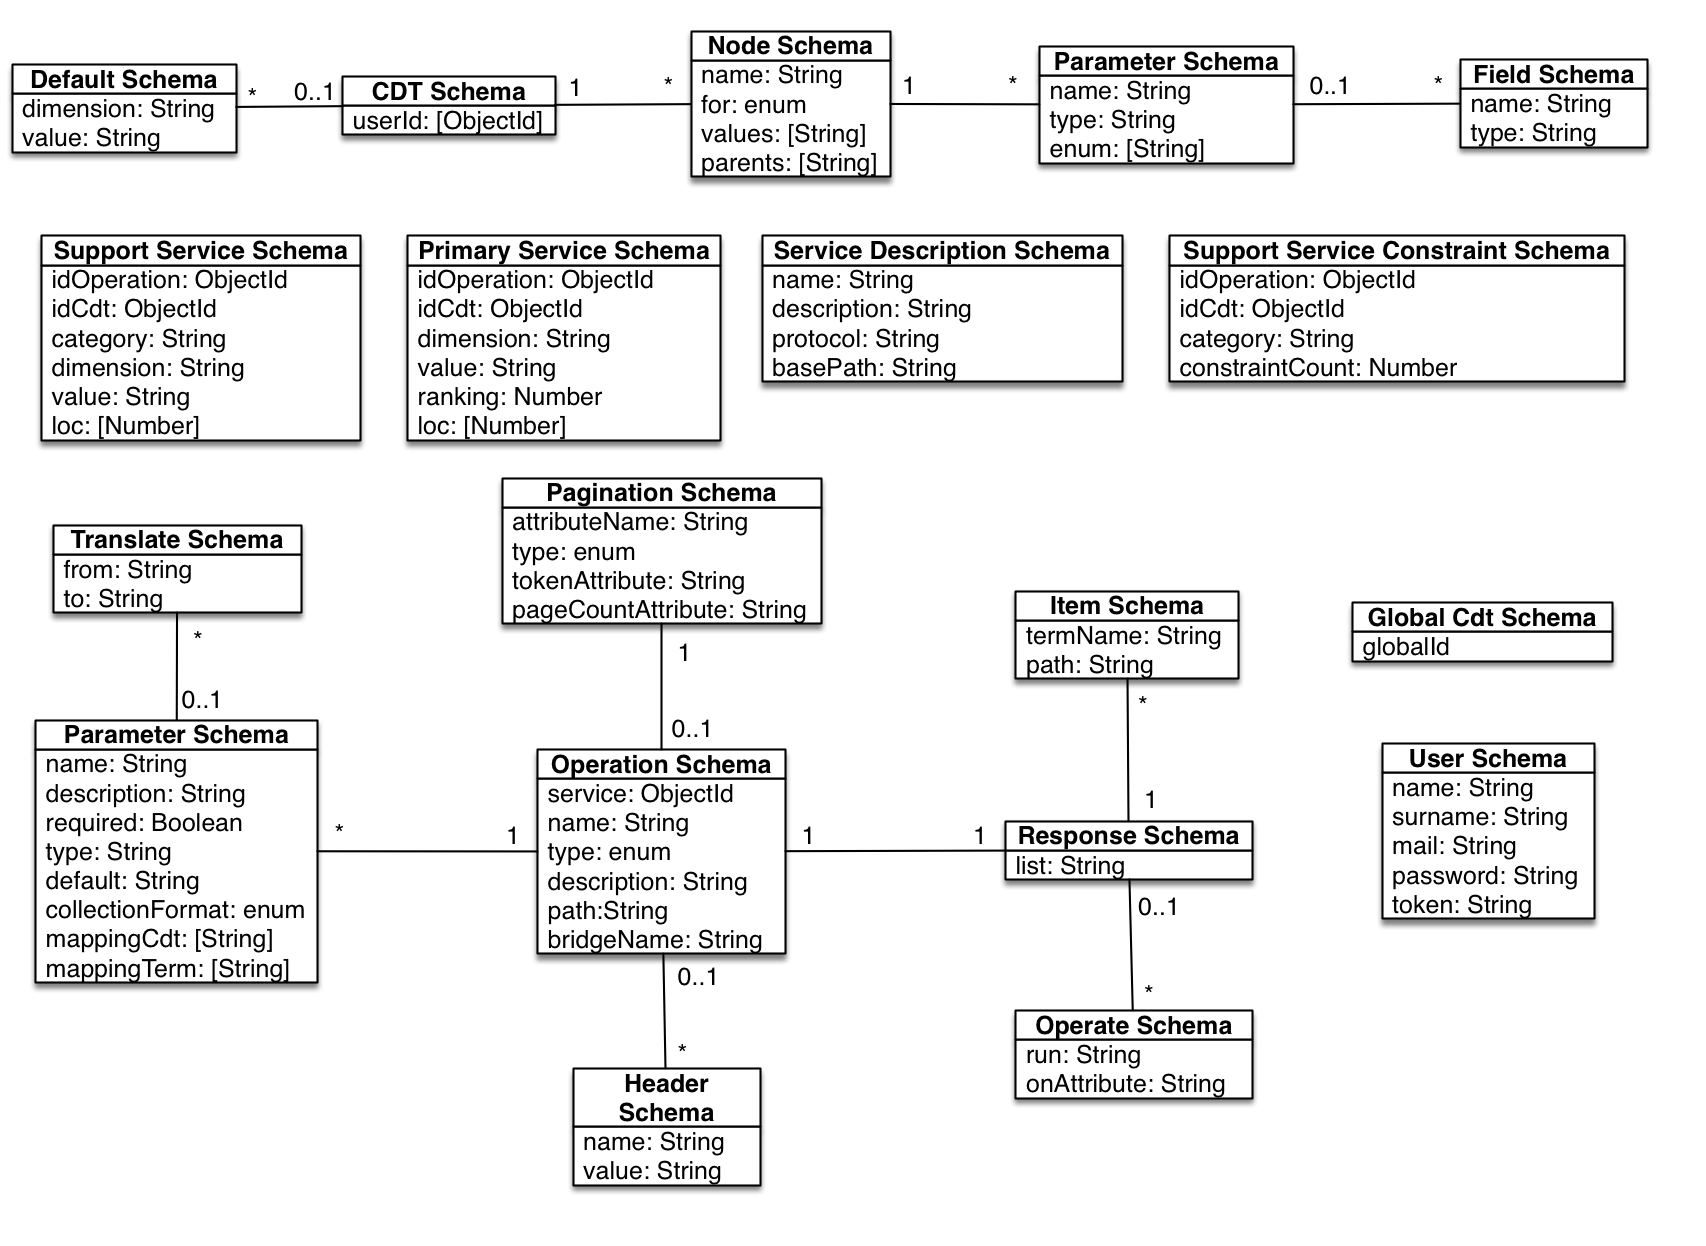 Default Schema
dimension: String
value: String
*
0..1
CDT Schema
userId: [ObjectId]
1
*
Node Schema
name: String
for: enum
values: [String]
parents: [String]
1
*
Parameter Schema
name: String
type: String
enum: [String]
0..1
*
Field Schema
name: String
type: String
Support Service Schema
idOperation: ObjectId
idCdt: ObjectId
category: String
dimension: String
value: String
loc: [Number]
Primary Service Schema
idOperation: ObjectId
idCdt: ObjectId
dimension: String
value: String
ranking: Number
loc: [Number]
Service Description Schema
name: String
description: String
protocol: String
basePath: String
Support Service Constraint Schema
idOperation: ObjectId
idCdt: ObjectId
category: String
constraintCount: Number
Translate Schema
from: String
to: String
*
0..1
Parameter Schema
name: String
description: String
required: Boolean
type: String
default: String
collectionFormat: enum
mappingCdt: [String]
mappingTerm: [String]
*
1
Pagination Schema
attributeName: String
type: enum
tokenAttribute: String
pageCountAttribute: String
1
0..1
Operation Schema
service: ObjectId
name: String
type: enum
description: String
path:String
bridgeName: String
0..1
*
Header
Schema
name: String
value: String
1
1
Item Schema
termName: String
path: String
*
1
Response Schema
list: String
0..1
*
Operate Schema
run: String
onAttribute: String
Global Cdt Schema
globalId
User Schema
name: String
surname: String
mail: String
password: String
token: String